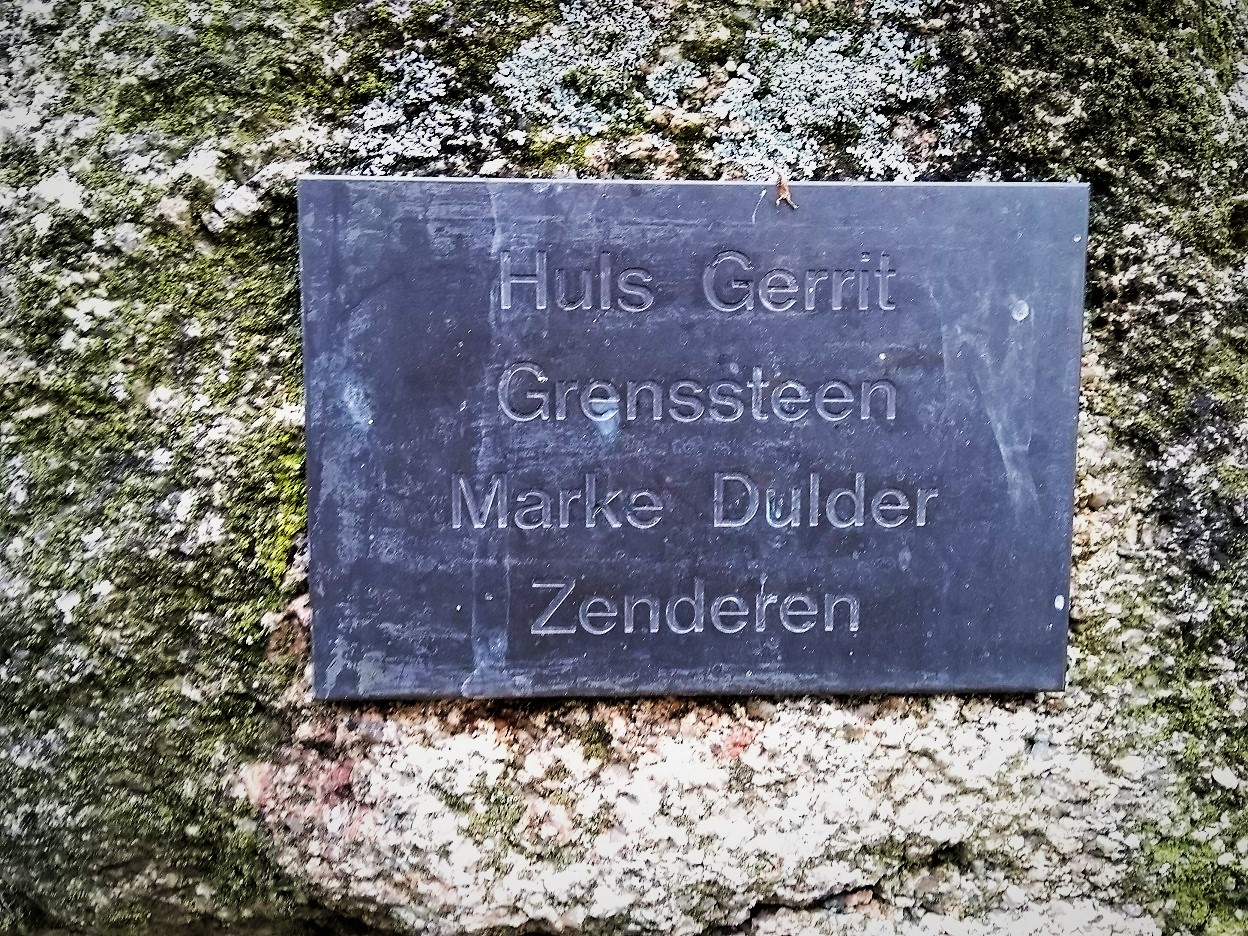 Huls Gerrit
Grenssteen
Marke Dulder
Zenderen